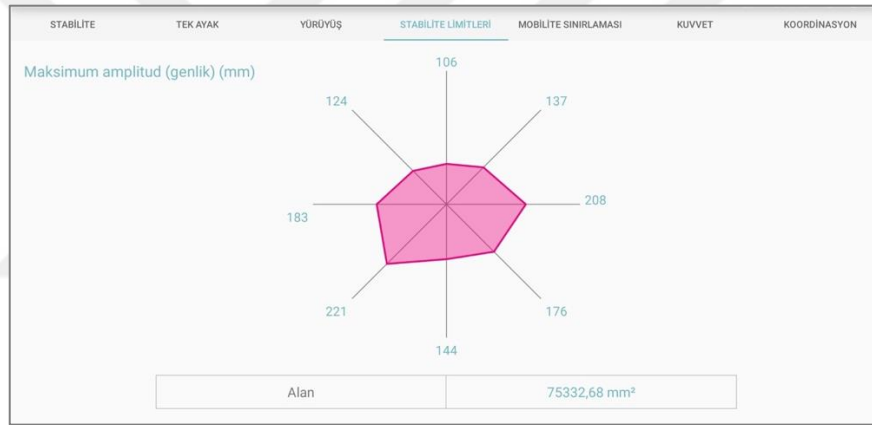 STABİLİTE TEK AYAK YÜRÜYÜŞ STABİLİTE LİMİTLERİ MOBİLİTE SINIRLAMASI KUVVET KOORDİNASYON
Maksimum amplitud (genlik) (mm)
106
124 137
183 208
221 176
144
Alan 75332,68 mm²